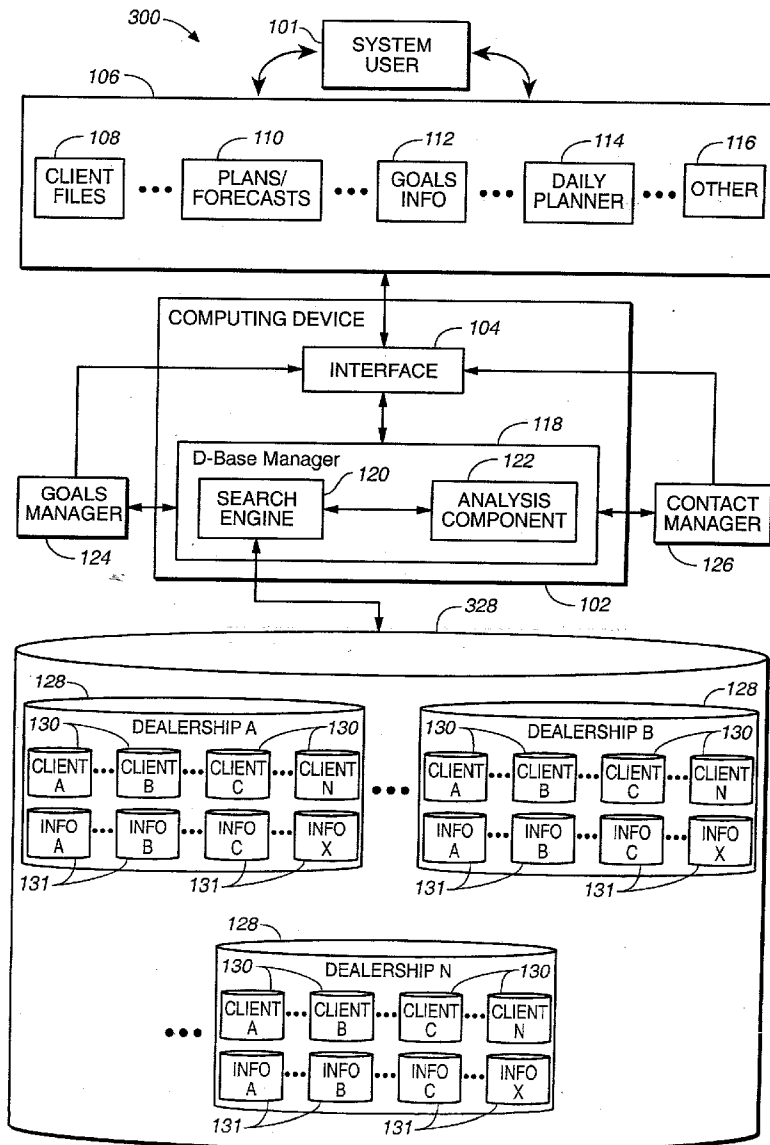 300
101
SYSTEM
USER
106
108
CLIENT
FILES
110
PLANS/
FORECASTS
112
GOALS
INFO
114
DAILY
PLANNER
116
OTHER
COMPUTING DEVICE
104
INTERFACE
118
D-Base Manager
120
SEARCH
ENGINE
122
ANALYSIS
COMPONENT
GOALS
MANAGER
124
CONTACT
MANAGER
126
102
328
128
DEALERSHIP A
130
130
CLIENT
A
CLIENT
B
CLIENT
C
CLIENT
N
INFO
A
INFO
B
INFO
C
INFO
X
131
131
128
DEALERSHIP B
130
130
CLIENT
A
CLIENT
B
CLIENT
C
CLIENT
N
INFO
A
INFO
B
INFO
C
INFO
X
131
131
128
DEALERSHIP N
130
130
CLIENT
A
CLIENT
B
CLIENT
C
CLIENT
N
INFO
A
INFO
B
INFO
C
INFO
X
131
131